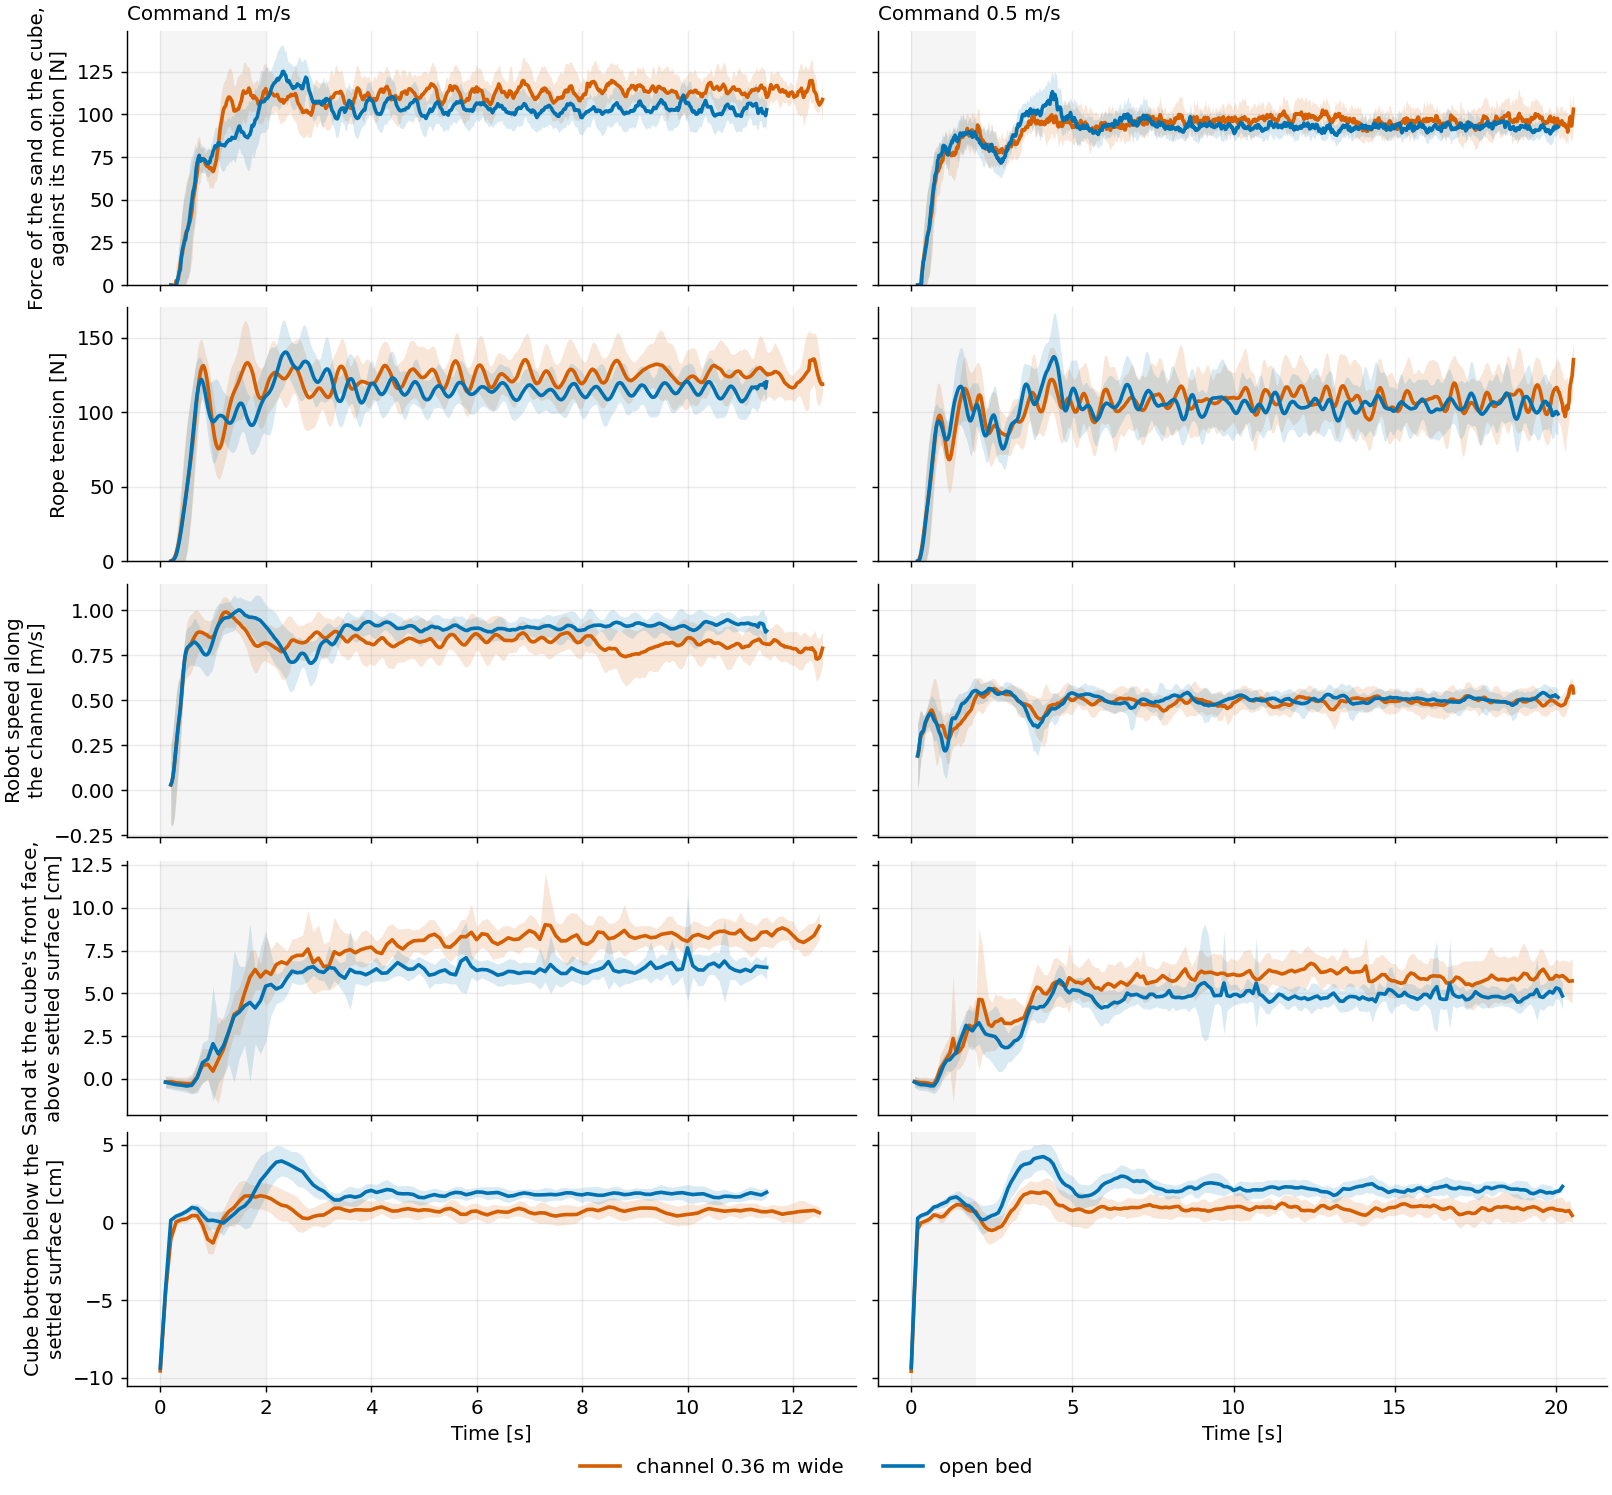 Command 1 m/s
Command 0.5 m/s
Force of the sand on the cube,
against its motion [N]
125
100
75
50
25
0
Rope tension [N]
150
100
50
0
Robot speed along
the channel [m/s]
1.00
0.75
0.50
0.25
0.00
−0.25
Sand at the cube's front face,
above settled surface [cm]
12.5
10.0
7.5
5.0
2.5
0.0
Cube bottom below the
settled surface [cm]
5
0
−5
−10
0 2 4 6 8 10 12
0 5 10 15 20
Time [s]
Time [s]
channel 0.36 m wide
open bed